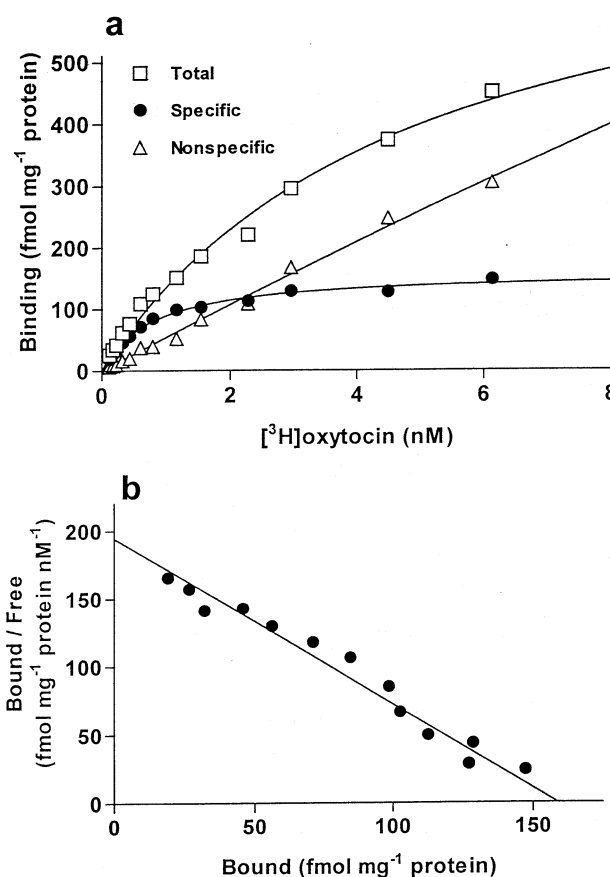 a
500
400
300
200
100
0
Total
Specific
Nonspecific
Binding (fmol mg⁻¹ protein)
0 2 4 6 8
[³H]oxytocin (nM)
b
200
150
100
50
0
Bound / Free
(fmol mg⁻¹ protein nM⁻¹)
0 50 100 150
Bound (fmol mg⁻¹ protein)